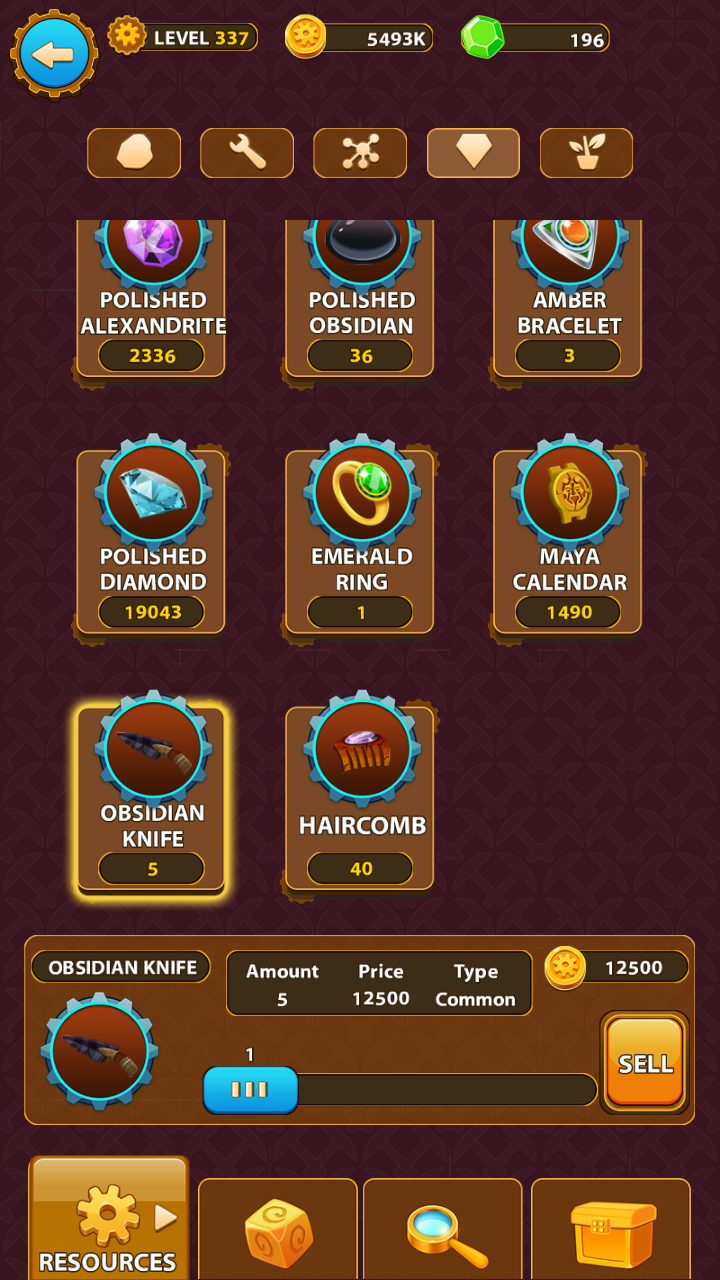 LEVEL 337
5493K
196
POLISHED
ALEXANDRITE
2336
POLISHED
OBSIDIAN
36
AMBER
BRACELET
3
POLISHED
DIAMOND
19043
EMERALD
RING
1
MAYA
CALENDAR
1490
OBSIDIAN
KNIFE
5
HAIRCOMB
40
OBSIDIAN KNIFE
Amount Price Type
5 12500 Common
12500
1
SELL
RESOURCES